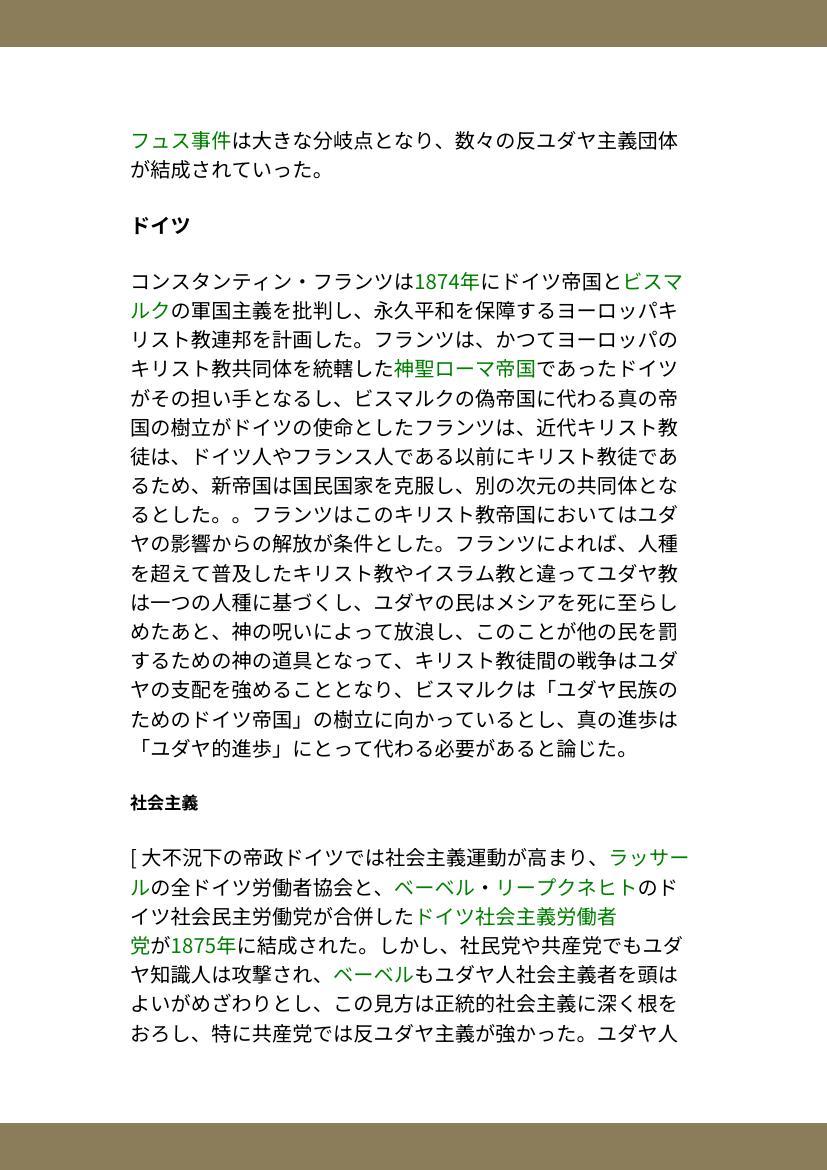 フュス事件は大きな分岐点となり、数々の反ユダヤ主義団体
が結成されていった。
ドイツ
コンスタンティン・フランツは1874年にドイツ帝国とビスマ
ルクの軍国主義を批判し、永久平和を保障するヨーロッパキ
リスト教連邦を計画した。フランツは、かつてヨーロッパの
キリスト教共同体を統轄した神聖ローマ帝国であったドイツ
がその担い手となるし、ビスマルクの偽帝国に代わる真の帝
国の樹立がドイツの使命としたフランツは、近代キリスト教
徒は、ドイツ人やフランス人である以前にキリスト教徒であ
るため、新帝国は国民国家を克服し、別の次元の共同体とな
るとした。。フランツはこのキリスト教帝国においてはユダ
ヤの影響からの解放が条件とした。フランツによれば、人種
を超えて普及したキリスト教やイスラム教と違ってユダヤ教
は一つの人種に基づくし、ユダヤの民はメシアを死に至らし
めたあと、神の呪いによって放浪し、このことが他の民を罰
するための神の道具となって、キリスト教徒間の戦争はユダ
ヤの支配を強めることとなり、ビスマルクは「ユダヤ民族の
ためのドイツ帝国」の樹立に向かっているとし、真の進歩は
「ユダヤ的進歩」にとって代わる必要があると論じた。
社会主義
[ 大不況下の帝政ドイツでは社会主義運動が高まり、ラッサー
ルの全ドイツ労働者協会と、ベーベル・リープクネヒトのド
イツ社会民主労働党が合併したドイツ社会主義労働者
党が1875年に結成された。しかし、社民党や共産党でもユダ
ヤ知識人は攻撃され、ベーベルもユダヤ人社会主義者を頭は
よいがめざわりとし、この見方は正統的社会主義に深く根を
おろし、特に共産党では反ユダヤ主義が強かった。ユダヤ人